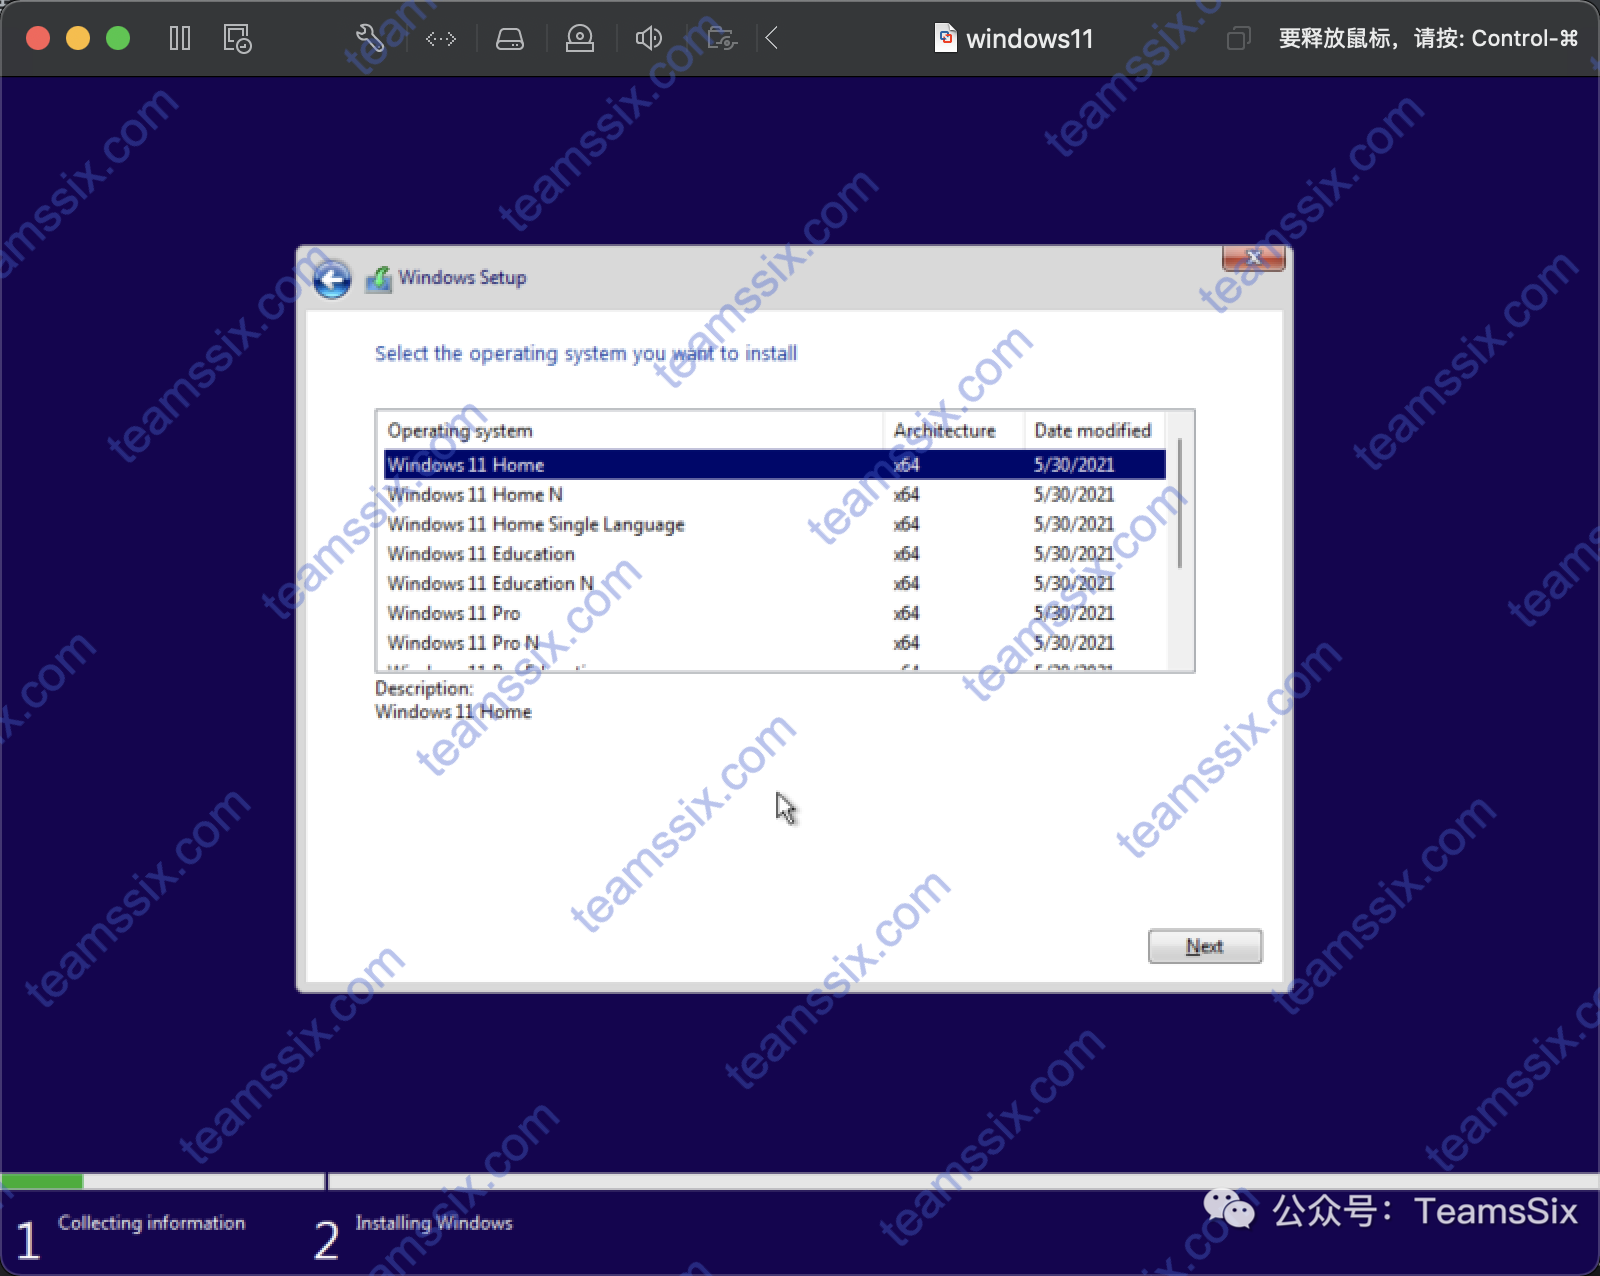 windows11
要释放鼠标，请按: Control-⌘
Windows Setup
Select the operating system you want to install
Operating system Architecture Date modified
Windows 11 Home x64 5/30/2021
Windows 11 Home N x64 5/30/2021
Windows 11 Home Single Language x64 5/30/2021
Windows 11 Education x64 5/30/2021
Windows 11 Education N x64 5/30/2021
Windows 11 Pro x64 5/30/2021
Windows 11 Pro N x64 5/30/2021
Description:
Windows 11 Home
Next
1 Collecting information
2 Installing Windows
公众号：TeamsSix
teamssix.com